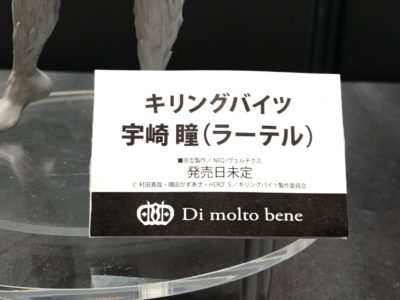 キリングバイツ
宇崎 瞳（ラーテル）
■原型製作／NEQ／ヴェルテクス
発売日未定
© 村田真哉・隅田かずあさ・HERO'S／キリングバイツ製作委員会
Di molto bene